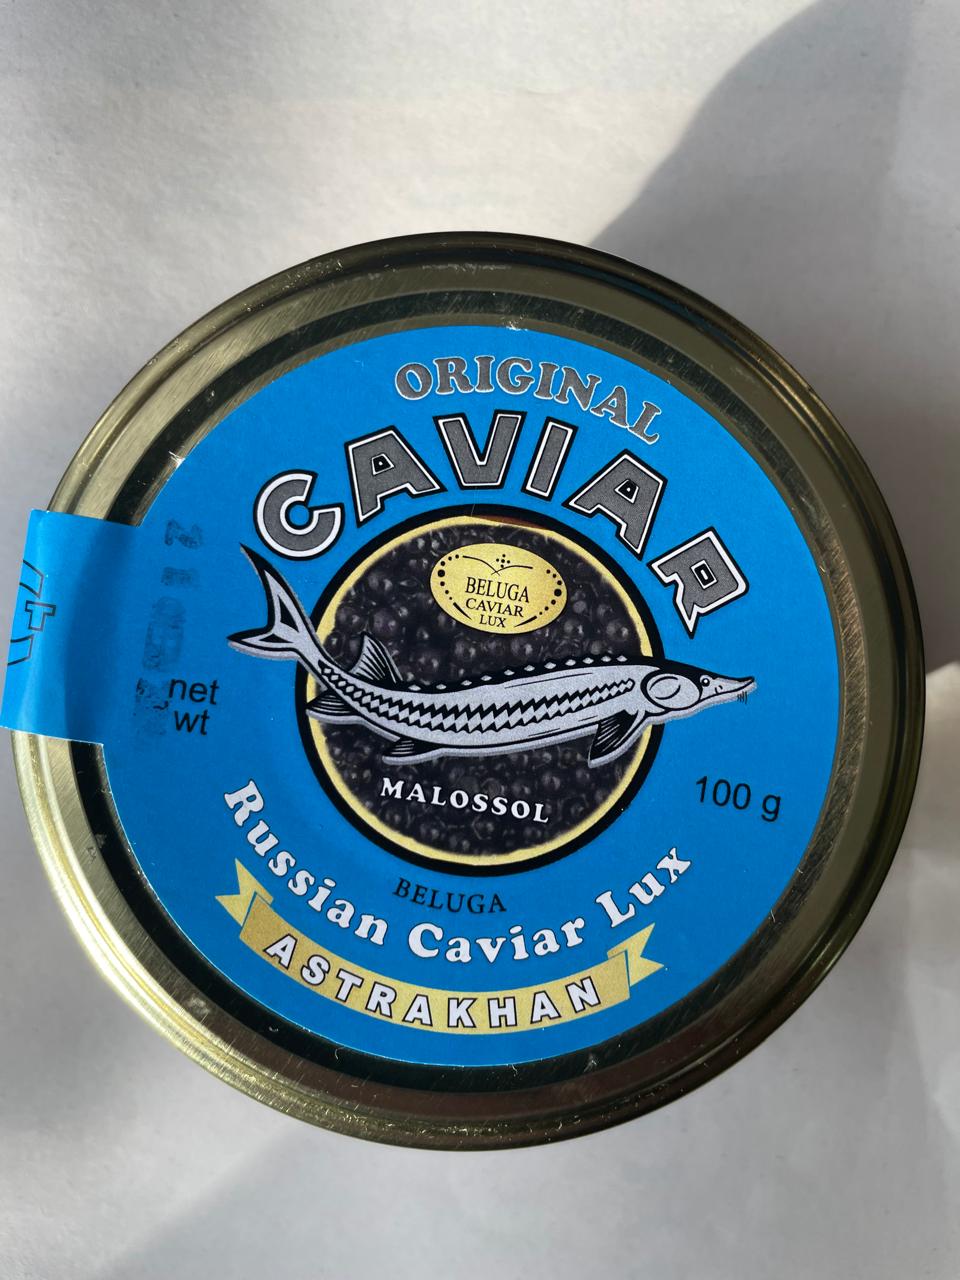 ORIGINAL
CAVIAR
BELUGA
CAVIAR
LUX
net
wt
MALOSSOL
100 g
BELUGA
Russian Caviar Lux
ASTRAKHAN